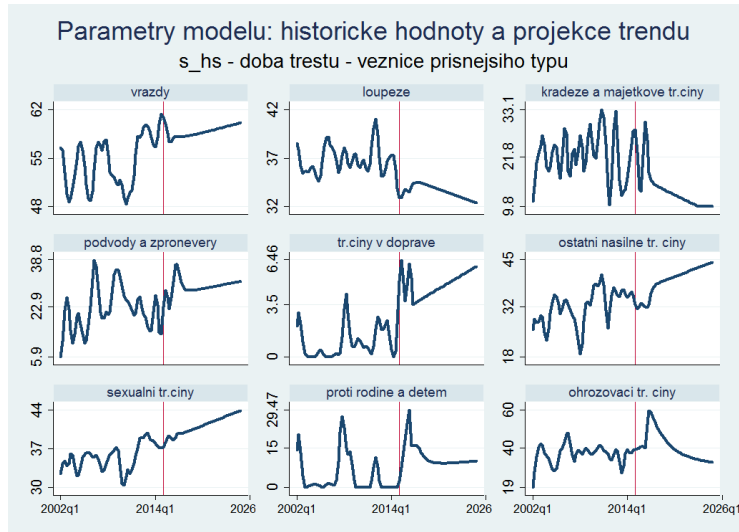 Parametry modelu: historicke hodnoty a projekce trendu
s_hs - doba trestu - veznice prisnejsiho typu
vrazdy
loupeze
kradeze a majetkove tr.ciny
62
55
48
42
37
32
33.1
21.8
9.8
podvody a zpronevery
tr.ciny v doprave
ostatni nasilne tr. ciny
38.8
22.9
5.9
6.46
3.5
0
45
32
18
sexualni tr.ciny
proti rodine a detem
ohrozovaci tr. ciny
44
37
30
29.47
15
0
60
40
19
2002q1 2014q1 2026q1
2002q1 2014q1 2026q1
2002q1 2014q1 2026q1